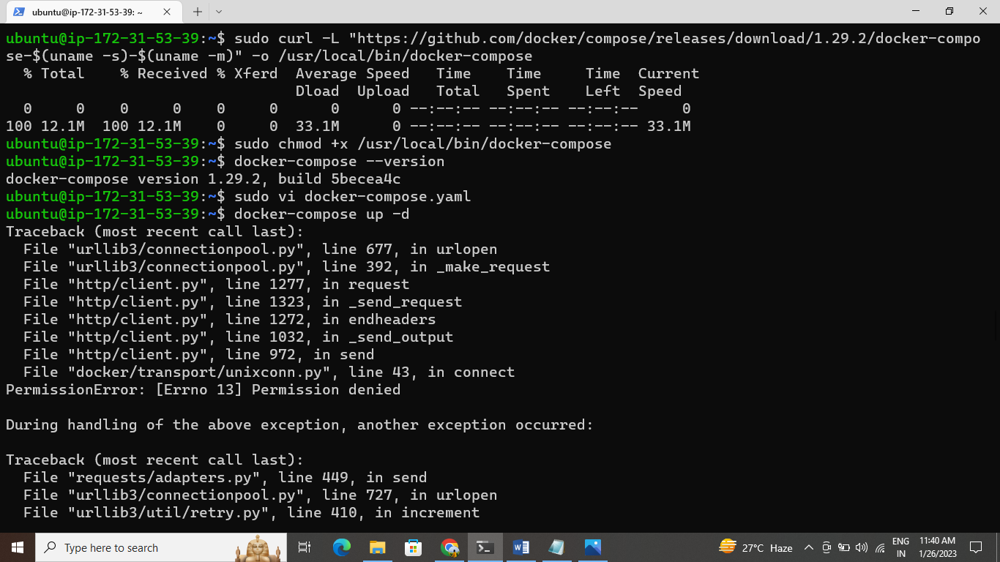 ubuntu@ip-172-31-53-39: ~
ubuntu@ip-172-31-53-39:~$ sudo curl -L "https://github.com/docker/compose/releases/download/1.29.2/docker-compo
se-$(uname -s)-$(uname -m)" -o /usr/local/bin/docker-compose
  % Total    % Received % Xferd  Average Speed   Time    Time     Time  Current
                                 Dload  Upload   Total   Spent    Left  Speed
  0     0    0     0    0     0      0      0 --:--:-- --:--:-- --:--:--     0
100 12.1M  100 12.1M    0     0  33.1M      0 --:--:-- --:--:-- --:--:-- 33.1M
ubuntu@ip-172-31-53-39:~$ sudo chmod +x /usr/local/bin/docker-compose
ubuntu@ip-172-31-53-39:~$ docker-compose --version
docker-compose version 1.29.2, build 5becea4c
ubuntu@ip-172-31-53-39:~$ sudo vi docker-compose.yaml
ubuntu@ip-172-31-53-39:~$ docker-compose up -d
Traceback (most recent call last):
  File "urllib3/connectionpool.py", line 677, in urlopen
  File "urllib3/connectionpool.py", line 392, in _make_request
  File "http/client.py", line 1277, in request
  File "http/client.py", line 1323, in _send_request
  File "http/client.py", line 1272, in endheaders
  File "http/client.py", line 1032, in _send_output
  File "http/client.py", line 972, in send
  File "docker/transport/unixconn.py", line 43, in connect
PermissionError: [Errno 13] Permission denied

During handling of the above exception, another exception occurred:

Traceback (most recent call last):
  File "requests/adapters.py", line 449, in send
  File "urllib3/connectionpool.py", line 727, in urlopen
  File "urllib3/util/retry.py", line 410, in increment
Type here to search
27°C Haze
ENG
IN
11:40 AM
1/26/2023